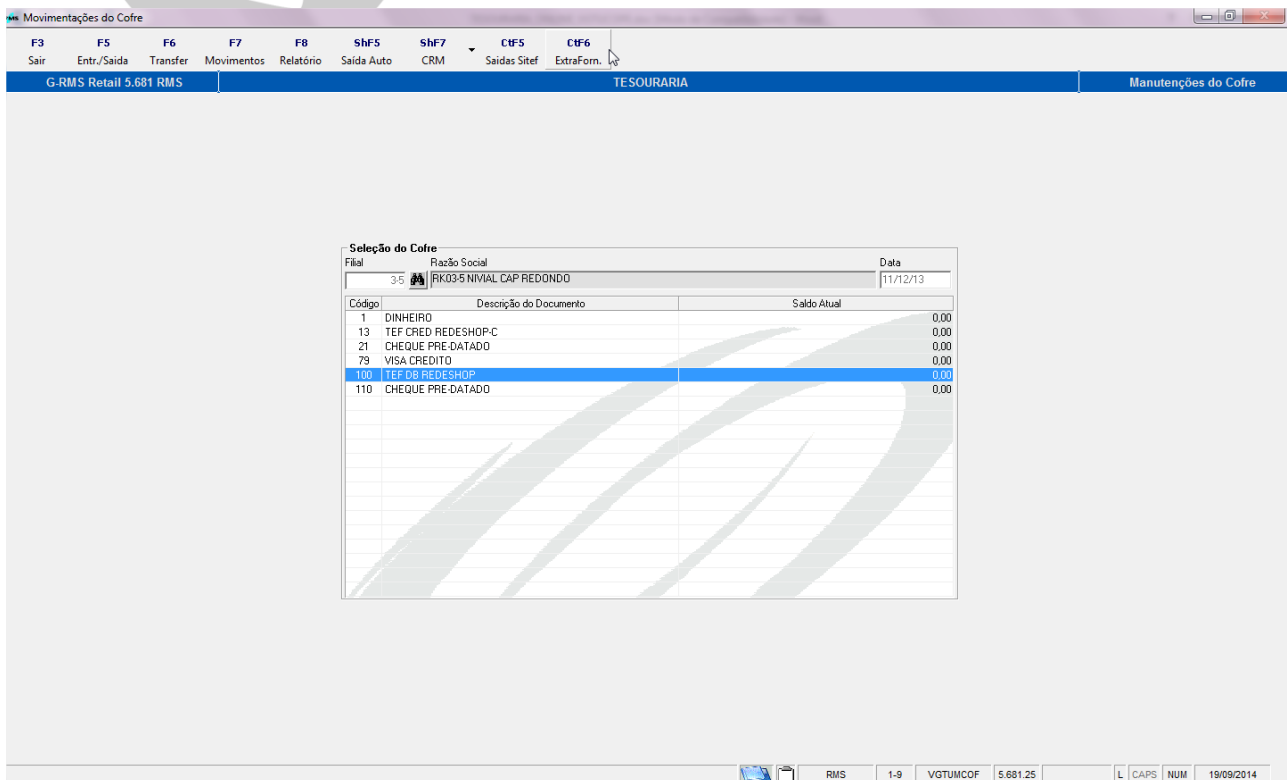 RMS Movimentações do Cofre
F3 F5 F6 F7 F8 ShF5 ShF7 CtF5 CtF6
Sair Entr./Saida Transfer Movimentos Relatório Saída Auto CRM Saidas Sitef ExtraForn.
G-RMS Retail 5.681 RMS TESOURARIA Manutenções do Cofre
Seleção do Cofre
Filial Razão Social Data
3-5 RK03-5 NIVIAL CAP REDONDO 11/12/13
Código Descrição do Documento Saldo Atual
1 DINHEIRO 0,00
13 TEF CRED REDESHOP-C 0,00
21 CHEQUE PRE-DATADO 0,00
79 VISA CREDITO 0,00
100 TEF DB REDESHOP 0,00
110 CHEQUE PRE-DATADO 0,00
RMS 1-9 VGTUMCOF 5.681.25 L CAPS NUM 19/09/2014